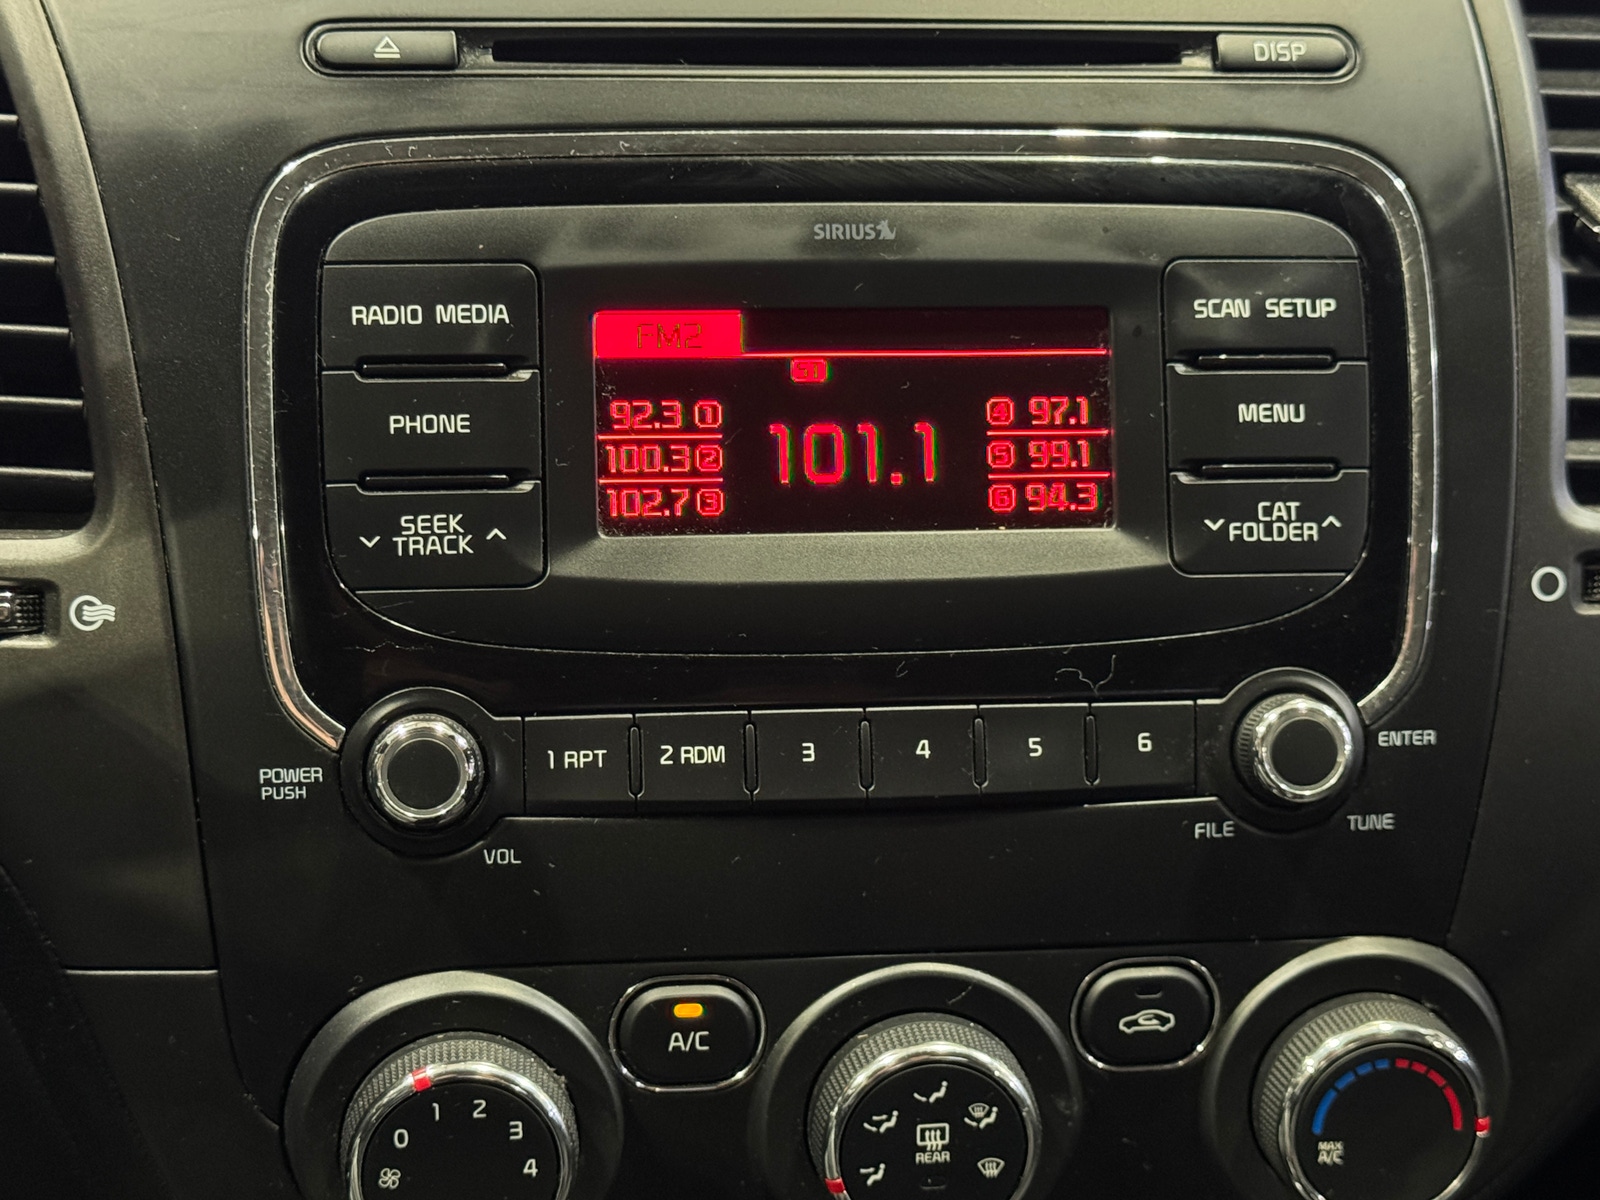 DISP
SIRIUS
RADIO MEDIA
SCAN SETUP
FM2
ST
PHONE
MENU
92.3 1
100.3 2
102.7 3
101.1
4 97.1
5 99.1
6 94.3
SEEK
TRACK
CAT
FOLDER
1 RPT
2 RDM
3
4
5
6
POWER
PUSH
VOL
ENTER
FILE
TUNE
A/C
0
1
2
3
4
REAR
MAX
A/C